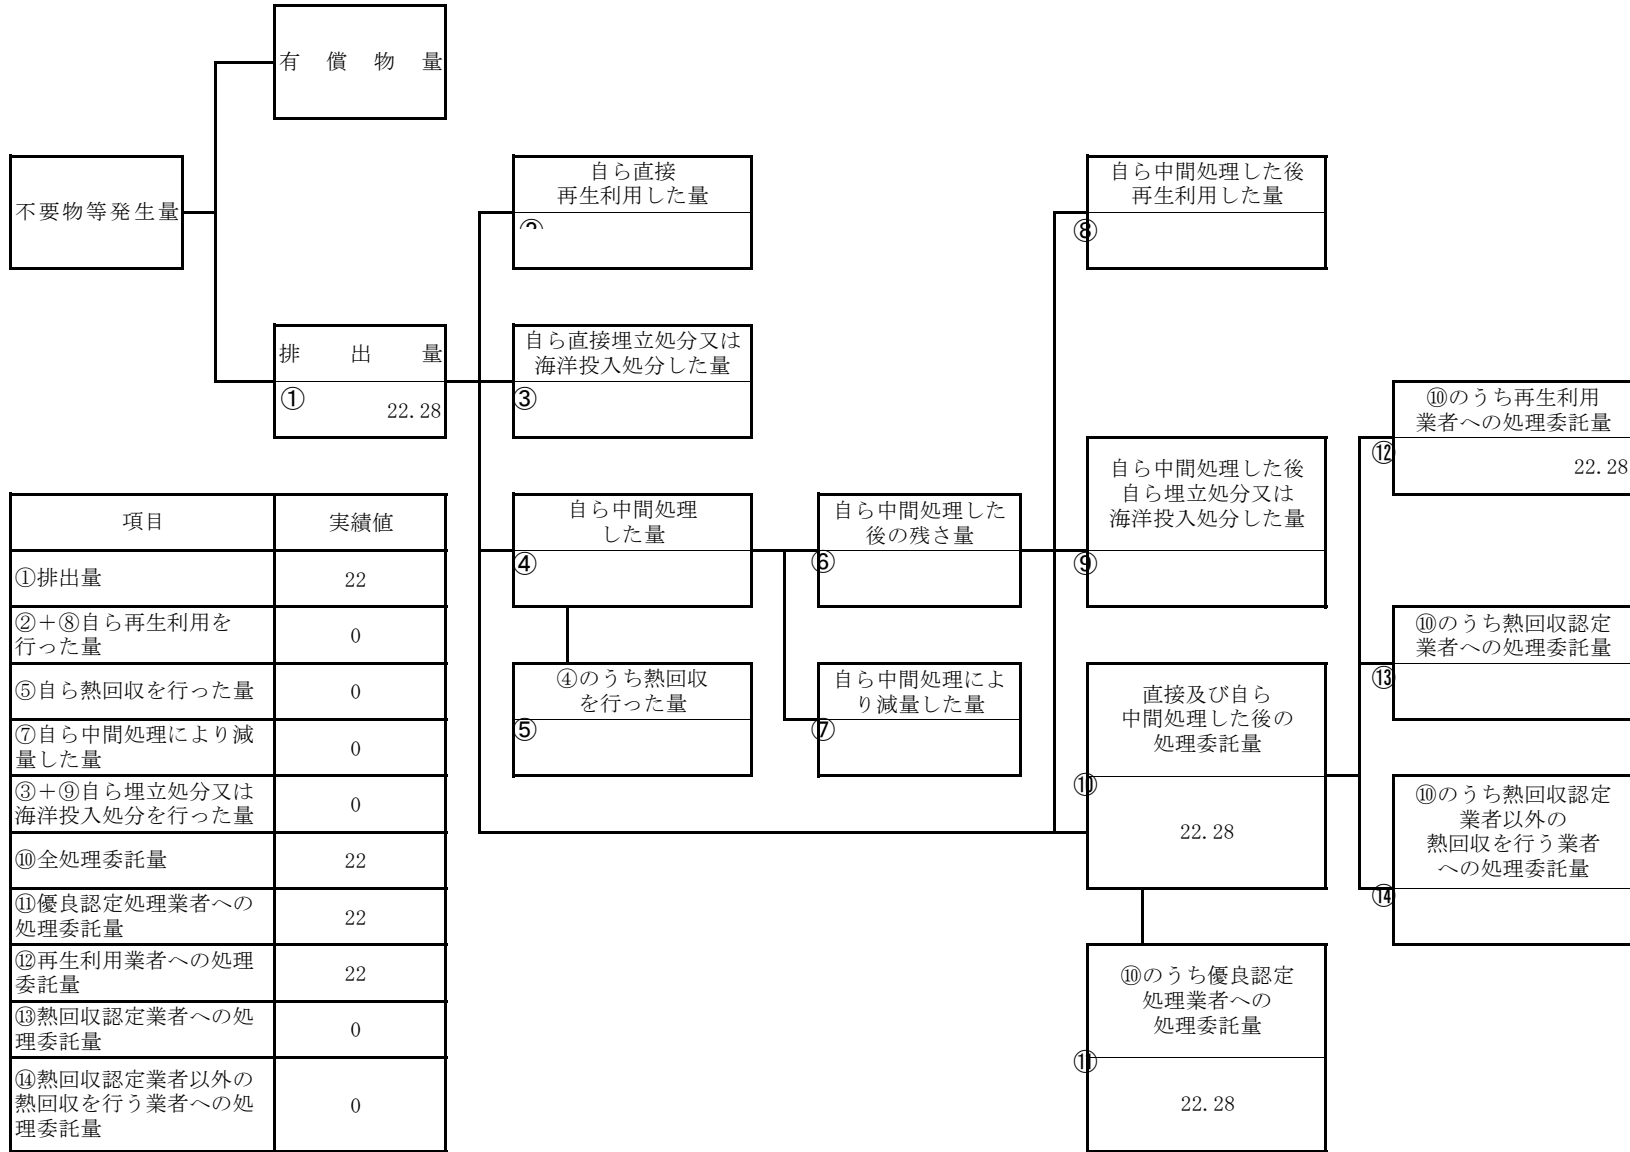 有償物量
不要物等発生量
自ら直接
再生利用した量
②
自ら中間処理した後
再生利用した量
⑧
排出量
①
22.28
自ら直接埋立処分又は
海洋投入処分した量
③
⑩のうち再生利用
業者への処理委託量
⑫
22.28
自ら中間処理した後
自ら埋立処分又は
海洋投入処分した量
⑨
自ら中間処理
した量
④
自ら中間処理した
後の残さ量
⑥
⑩のうち熱回収認定
業者への処理委託量
⑬
④のうち熱回収
を行った量
⑤
自ら中間処理によ
り減量した量
⑦
直接及び自ら
中間処理した後の
処理委託量
⑩
22.28
⑩のうち熱回収認定
業者以外の
熱回収を行う業者
への処理委託量
⑭
⑩のうち優良認定
処理業者への
処理委託量
⑪
22.28
項目 実績値
①排出量 22
②+⑧自ら再生利用を
行った量 0
⑤自ら熱回収を行った量 0
⑦自ら中間処理により減
量した量 0
③+⑨自ら埋立処分又は
海洋投入処分を行った量 0
⑩全処理委託量 22
⑪優良認定処理業者への
処理委託量 22
⑫再生利用業者への処理
委託量 22
⑬熱回収認定業者への処
理委託量 0
⑭熱回収認定業者以外の
熱回収を行う業者への処
理委託量 0